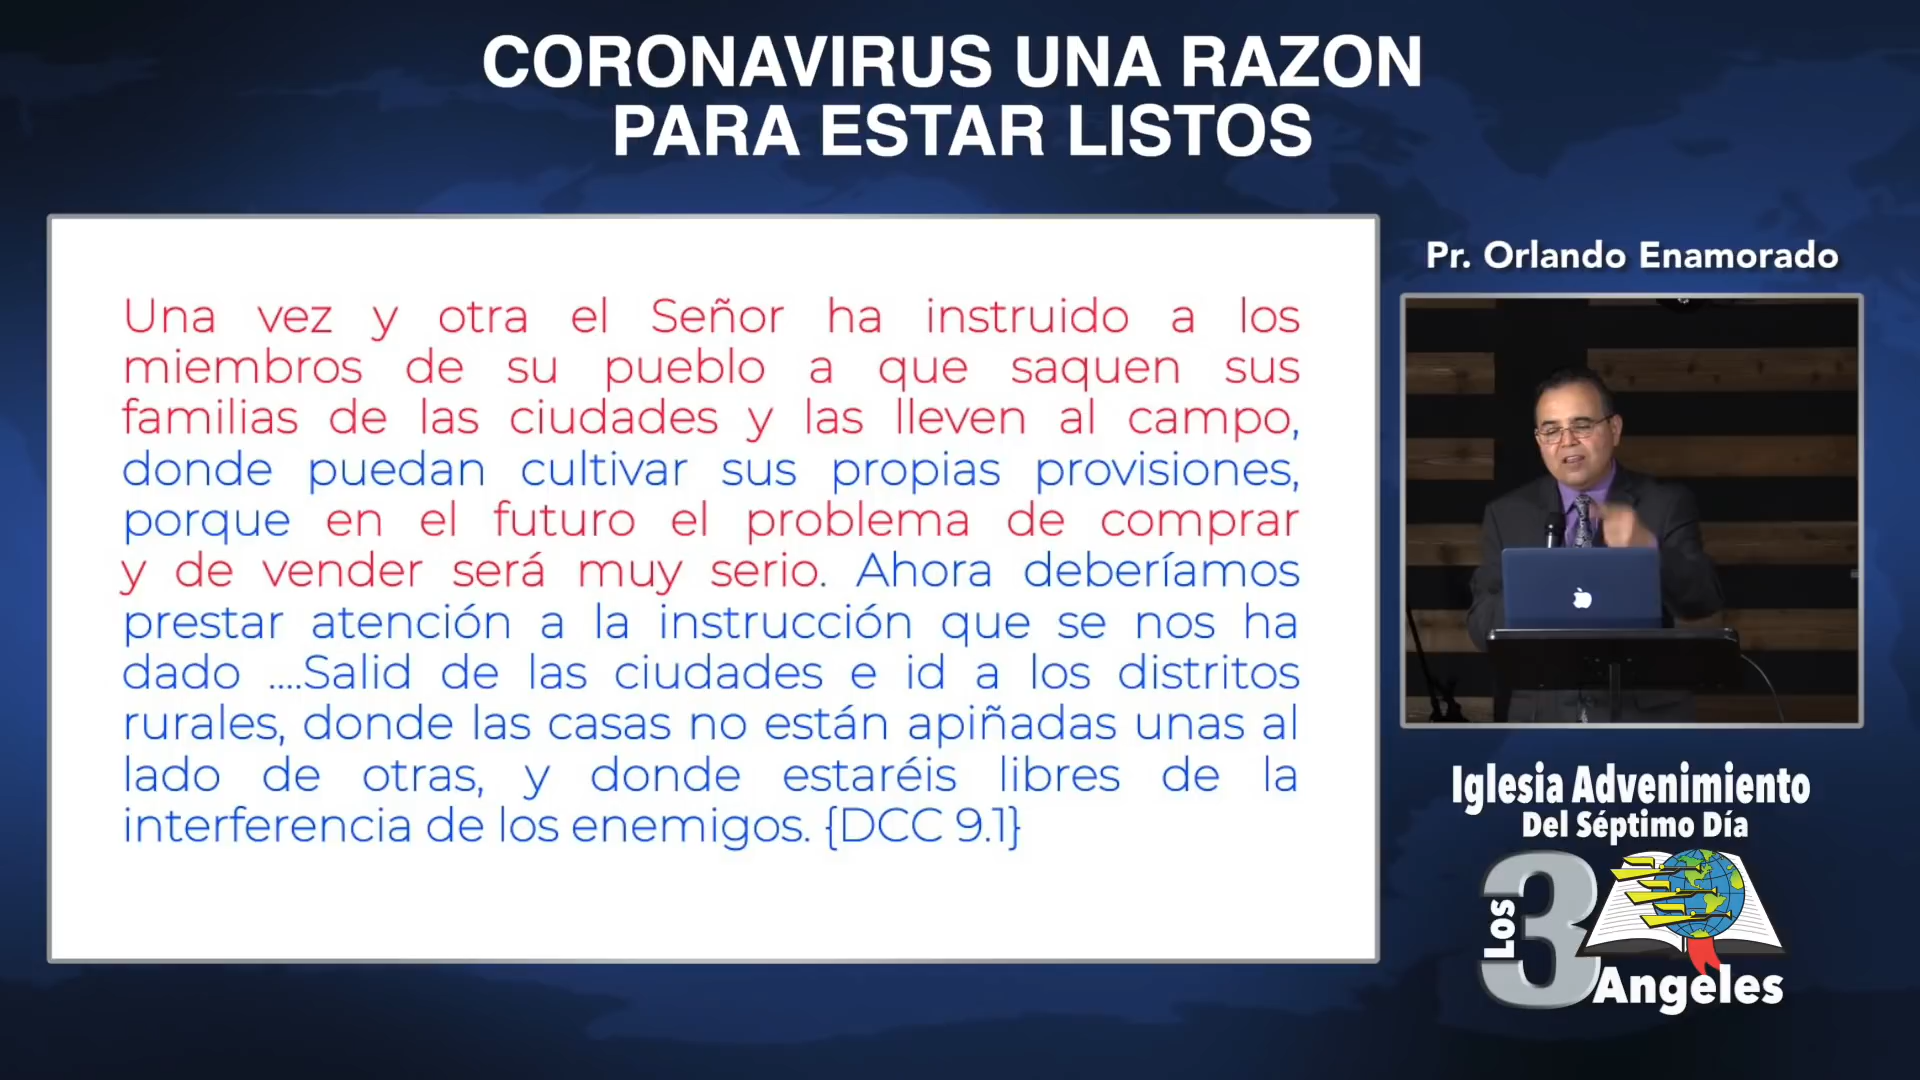 CORONAVIRUS UNA RAZON
PARA ESTAR LISTOS
Una vez y otra el Señor ha instruido a los
miembros de su pueblo a que saquen sus
familias de las ciudades y las lleven al campo,
donde puedan cultivar sus propias provisiones,
porque en el futuro el problema de comprar
y de vender será muy serio. Ahora deberíamos
prestar atención a la instrucción que se nos ha
dado ....Salid de las ciudades e id a los distritos
rurales, donde las casas no están apiñadas unas al
lado de otras, y donde estaréis libres de la
interferencia de los enemigos. {DCC 9.1}
Pr. Orlando Enamorado
Iglesia Advenimiento
Del Séptimo Día
Los 3
Angeles